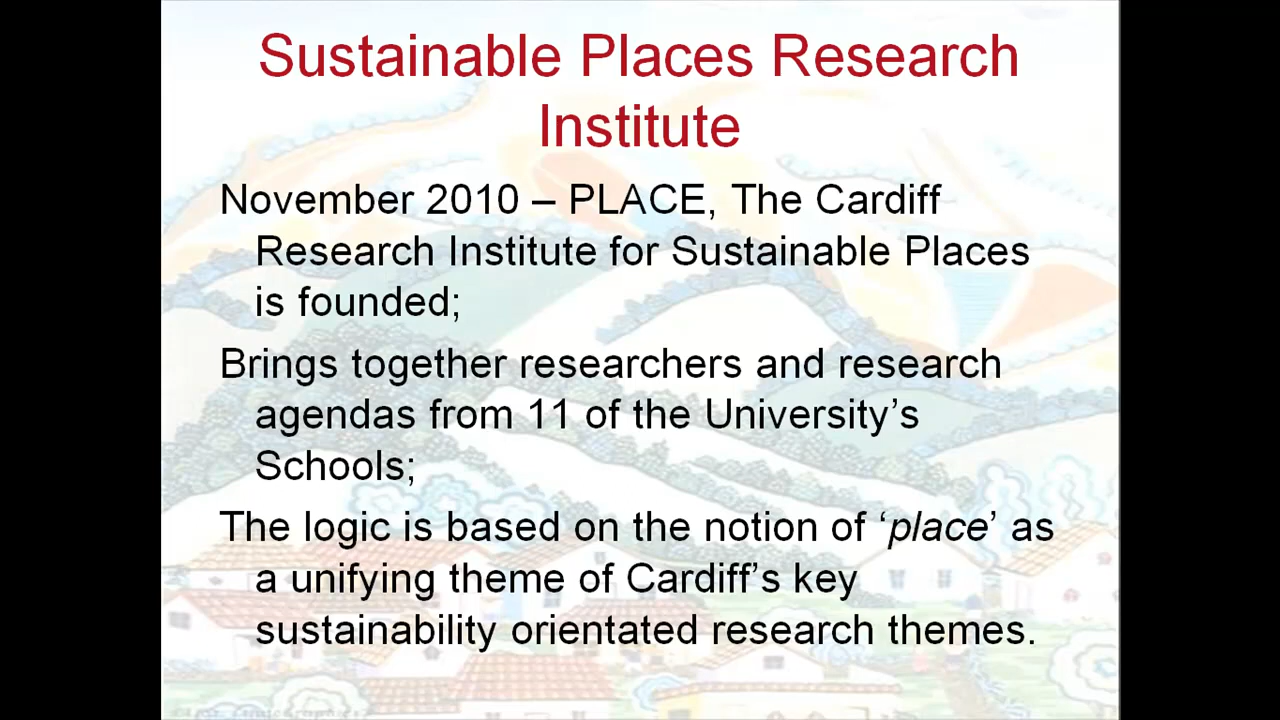 Sustainable Places Research
Institute
November 2010 – PLACE, The Cardiff
Research Institute for Sustainable Places
is founded;
Brings together researchers and research
agendas from 11 of the University’s
Schools;
The logic is based on the notion of ‘place’ as
a unifying theme of Cardiff’s key
sustainability orientated research themes.